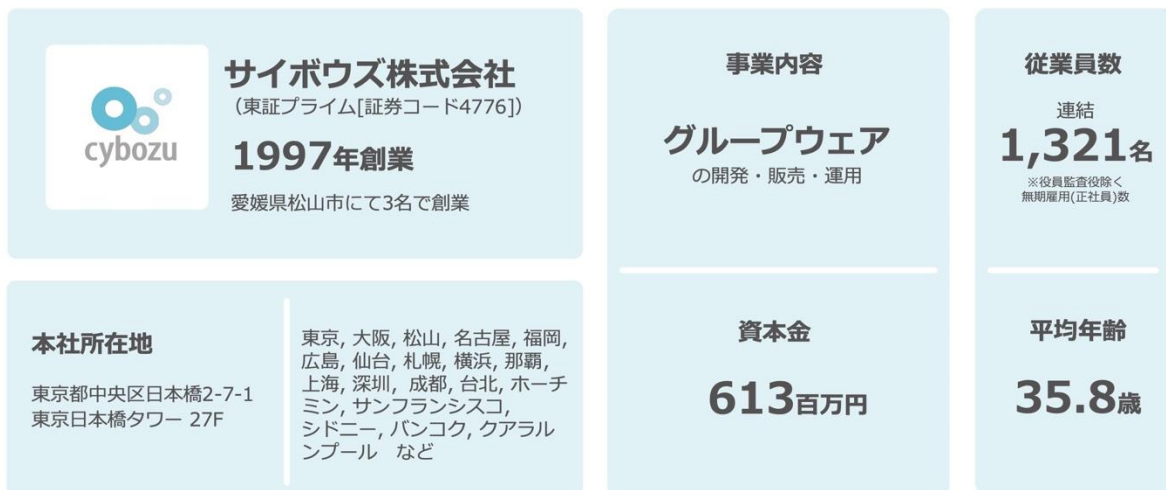 cybozu
サイボウズ株式会社
（東証プライム[証券コード4776]）
1997年創業
愛媛県松山市にて3名で創業
本社所在地
東京都中央区日本橋2-7-1
東京日本橋タワー 27F
東京, 大阪, 松山, 名古屋, 福岡,
広島, 仙台, 札幌, 横浜, 那覇,
上海, 深圳, 成都, 台北, ホーチ
ミン, サンフランシスコ,
シドニー, バンコク, クアラル
ンプール　など
事業内容
グループウェア
の開発・販売・運用
資本金
613百万円
従業員数
連結
1,321名
※役員監査役除く
無期雇用(正社員)数
平均年齢
35.8歳